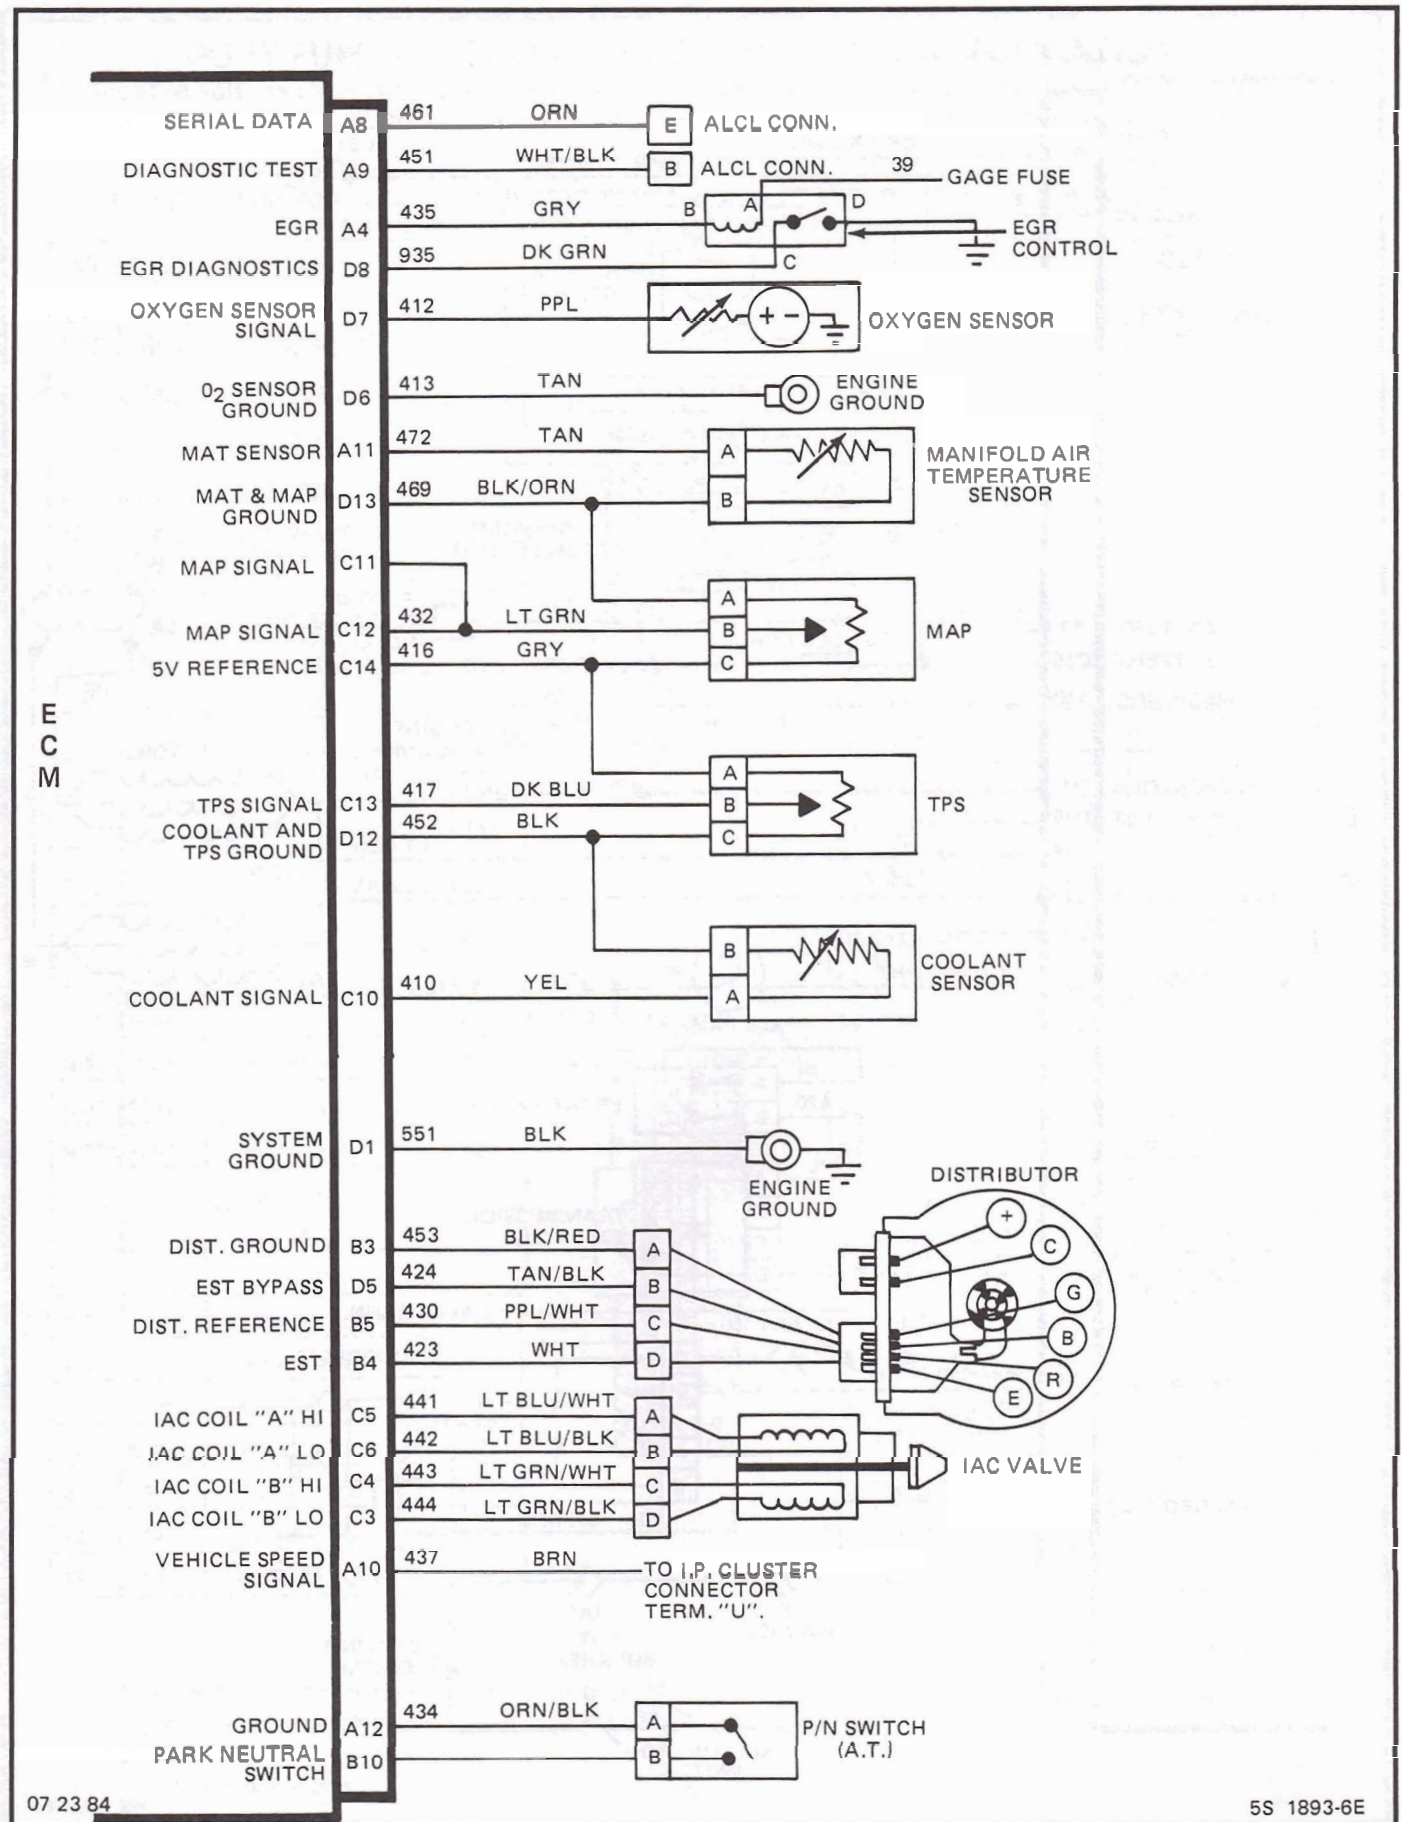 SERIAL DATA A8 461 ORN E ALCL CONN.
DIAGNOSTIC TEST A9 451 WHT/BLK B ALCL CONN. 39 GAGE FUSE
EGR A4 435 GRY B A D
EGR
CONTROL
EGR DIAGNOSTICS D8 935 DK GRN C
OXYGEN SENSOR
SIGNAL D7 412 PPL + − OXYGEN SENSOR
02 SENSOR
GROUND D6 413 TAN ENGINE
GROUND
MAT SENSOR A11 472 TAN A MANIFOLD AIR
TEMPERATURE
SENSOR
MAT & MAP
GROUND D13 469 BLK/ORN B
MAP SIGNAL C11
A
MAP SIGNAL C12 432 LT GRN B MAP
5V REFERENCE C14 416 GRY C
E
C
M
A
TPS SIGNAL C13 417 DK BLU B TPS
COOLANT AND
TPS GROUND D12 452 BLK C
B COOLANT
SENSOR
COOLANT SIGNAL C10 410 YEL A
SYSTEM
GROUND D1 551 BLK
ENGINE
GROUND
DISTRIBUTOR
+
C
G
B
R
E
DIST. GROUND B3 453 BLK/RED A
EST BYPASS D5 424 TAN/BLK B
DIST. REFERENCE B5 430 PPL/WHT C
EST B4 423 WHT D
IAC COIL "A" HI C5 441 LT BLU/WHT A
IAC COIL "A" LO C6 442 LT BLU/BLK B
IAC VALVE
IAC COIL "B" HI C4 443 LT GRN/WHT C
IAC COIL "B" LO C3 444 LT GRN/BLK D
VEHICLE SPEED
SIGNAL A10 437 BRN TO I.P. CLUSTER
CONNECTOR
TERM. "U".
GROUND A12 434 ORN/BLK A P/N SWITCH
(A.T.)
PARK NEUTRAL
SWITCH B10 B
07 23 84
5S 1893-6E